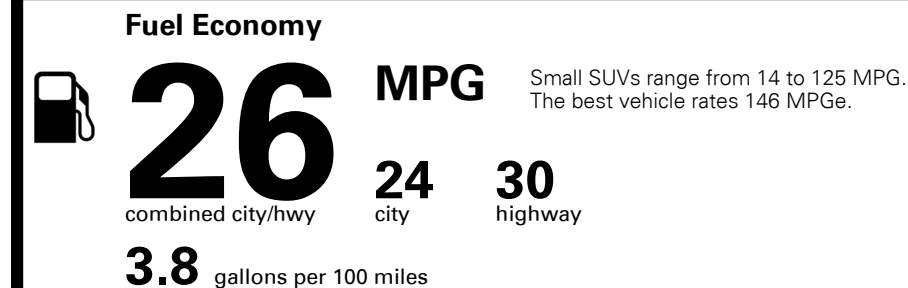 Fuel Economy
26 MPG
Small SUVs range from 14 to 125 MPG.
The best vehicle rates 146 MPGe.
combined city/hwy
24
city
30
highway
3.8 gallons per 100 miles